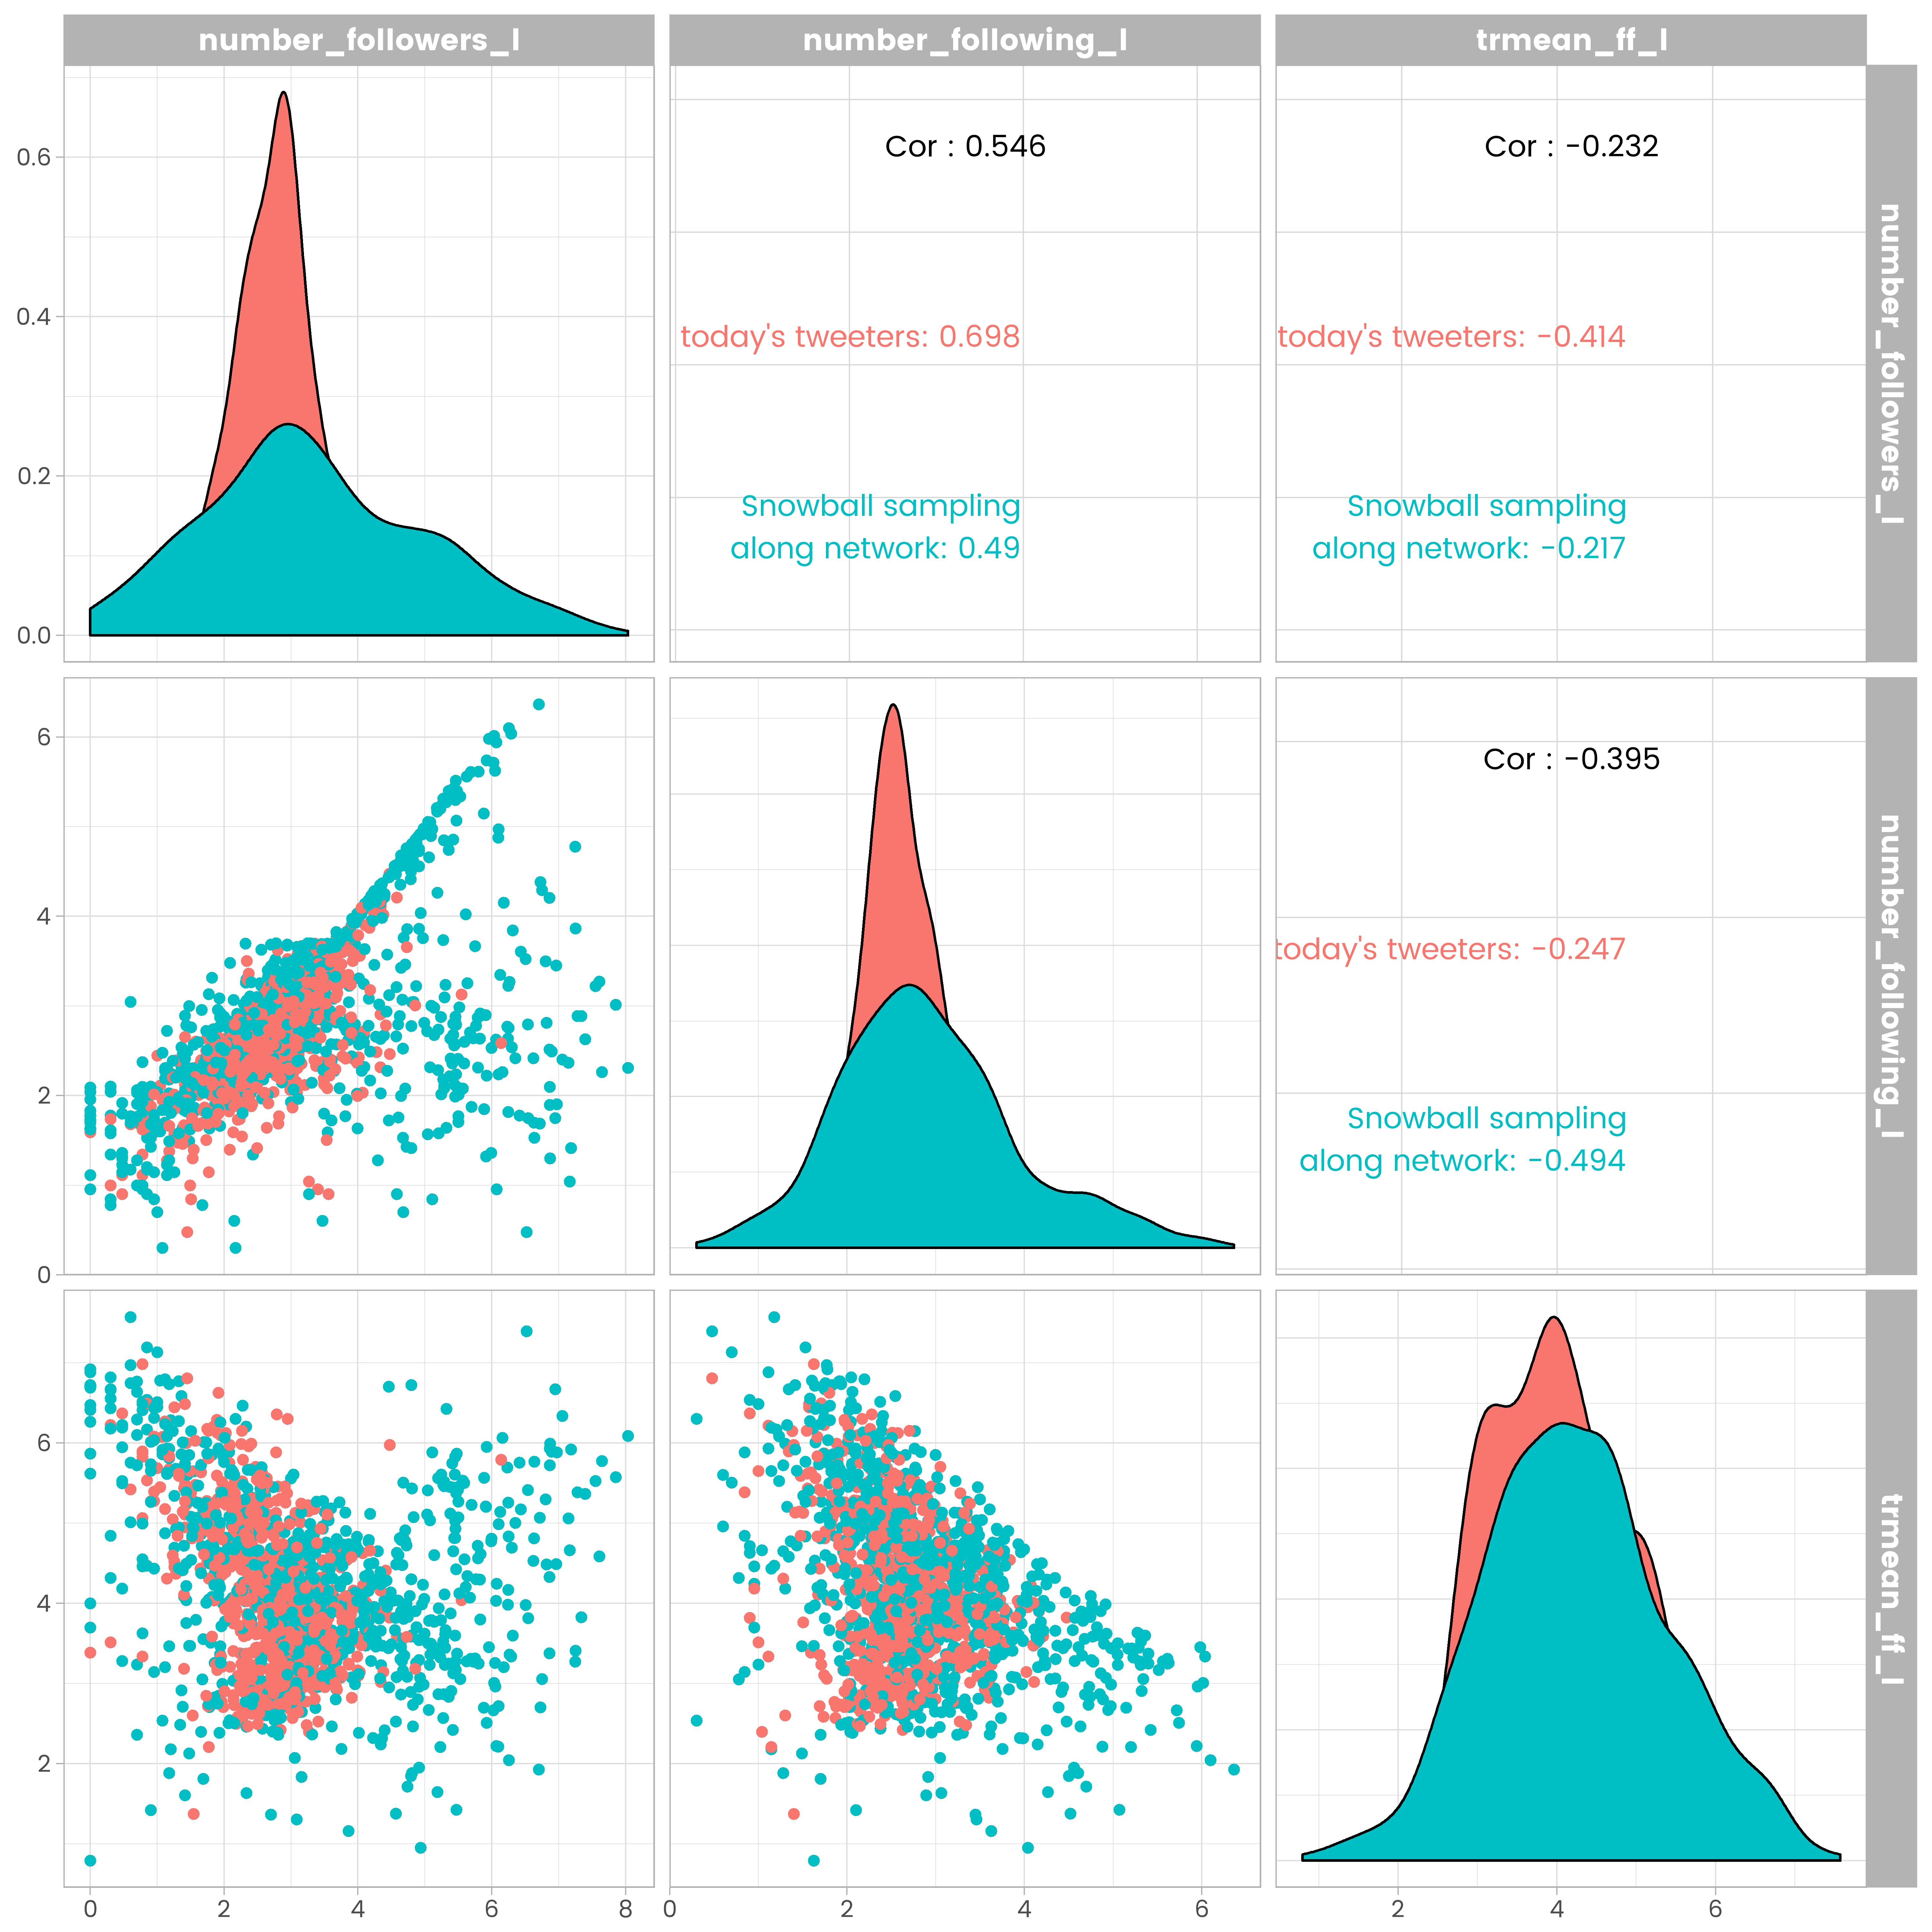 number_followers_l
number_following_l
trmean_ff_l
0.6
0.4
0.2
0.0
Cor : 0.546
today's tweeters: 0.698
Snowball sampling
along network: 0.49
Cor : -0.232
today's tweeters: -0.414
Snowball sampling
along network: -0.217
number_followers_l
6
4
2
0
Cor : -0.395
today's tweeters: -0.247
Snowball sampling
along network: -0.494
number_following_l
6
4
2
trmean_ff_l
0
2
4
6
8
0
2
4
6
2
4
6